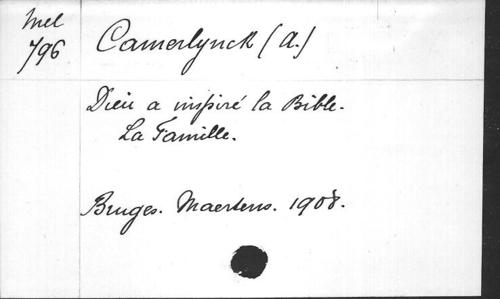 Mel
796
Camerlynck (A.)
Dieu a inspiré la Bible.
La Famille.
Bruges. Maertens. 1908.